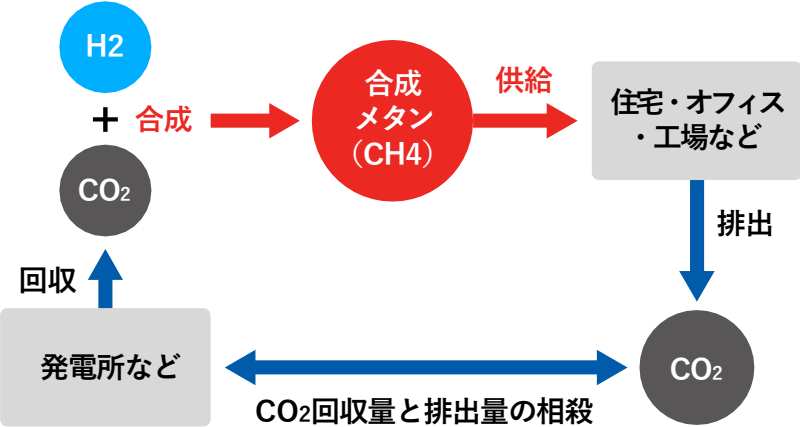 H2
+
合成
CO2
合成
メタン
（CH4）
供給
住宅・オフィス
・工場など
排出
回収
発電所など
CO2
CO2回収量と排出量の相殺